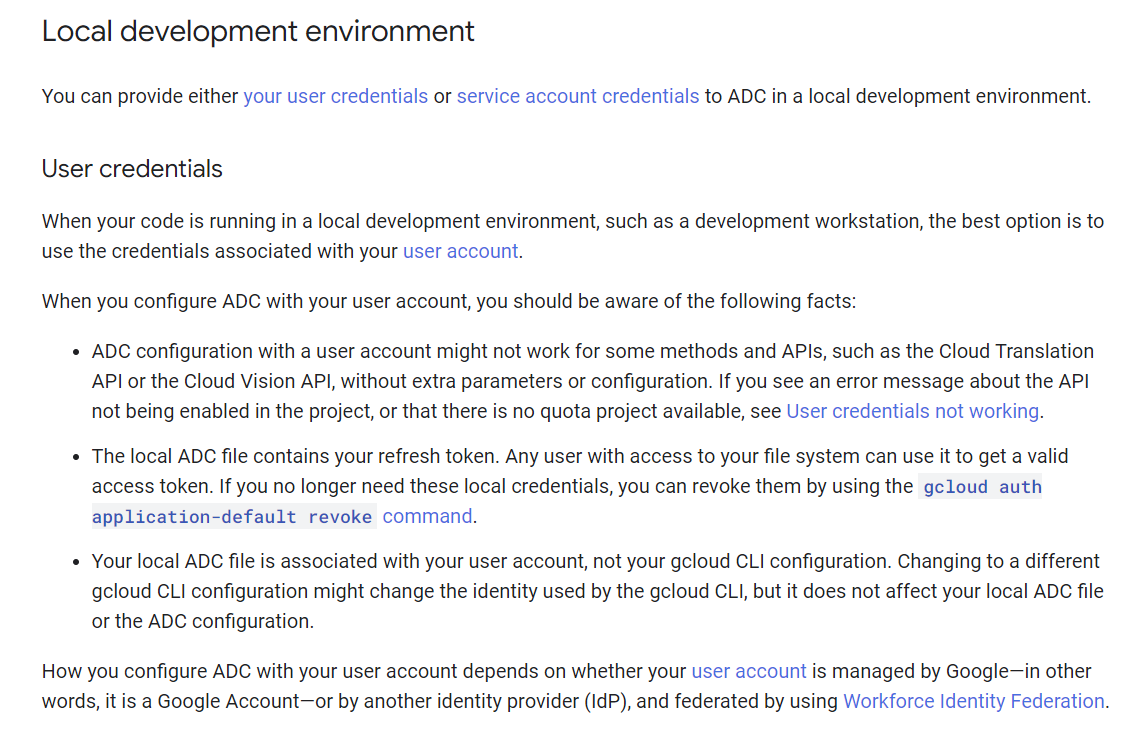 Local development environment
You can provide either your user credentials or service account credentials to ADC in a local development environment.
User credentials
When your code is running in a local development environment, such as a development workstation, the best option is to
use the credentials associated with your user account.
When you configure ADC with your user account, you should be aware of the following facts:
• ADC configuration with a user account might not work for some methods and APIs, such as the Cloud Translation
API or the Cloud Vision API, without extra parameters or configuration. If you see an error message about the API
not being enabled in the project, or that there is no quota project available, see User credentials not working.
• The local ADC file contains your refresh token. Any user with access to your file system can use it to get a valid
access token. If you no longer need these local credentials, you can revoke them by using the gcloud auth
application-default revoke command.
• Your local ADC file is associated with your user account, not your gcloud CLI configuration. Changing to a different
gcloud CLI configuration might change the identity used by the gcloud CLI, but it does not affect your local ADC file
or the ADC configuration.
How you configure ADC with your user account depends on whether your user account is managed by Google—in other
words, it is a Google Account—or by another identity provider (IdP), and federated by using Workforce Identity Federation.